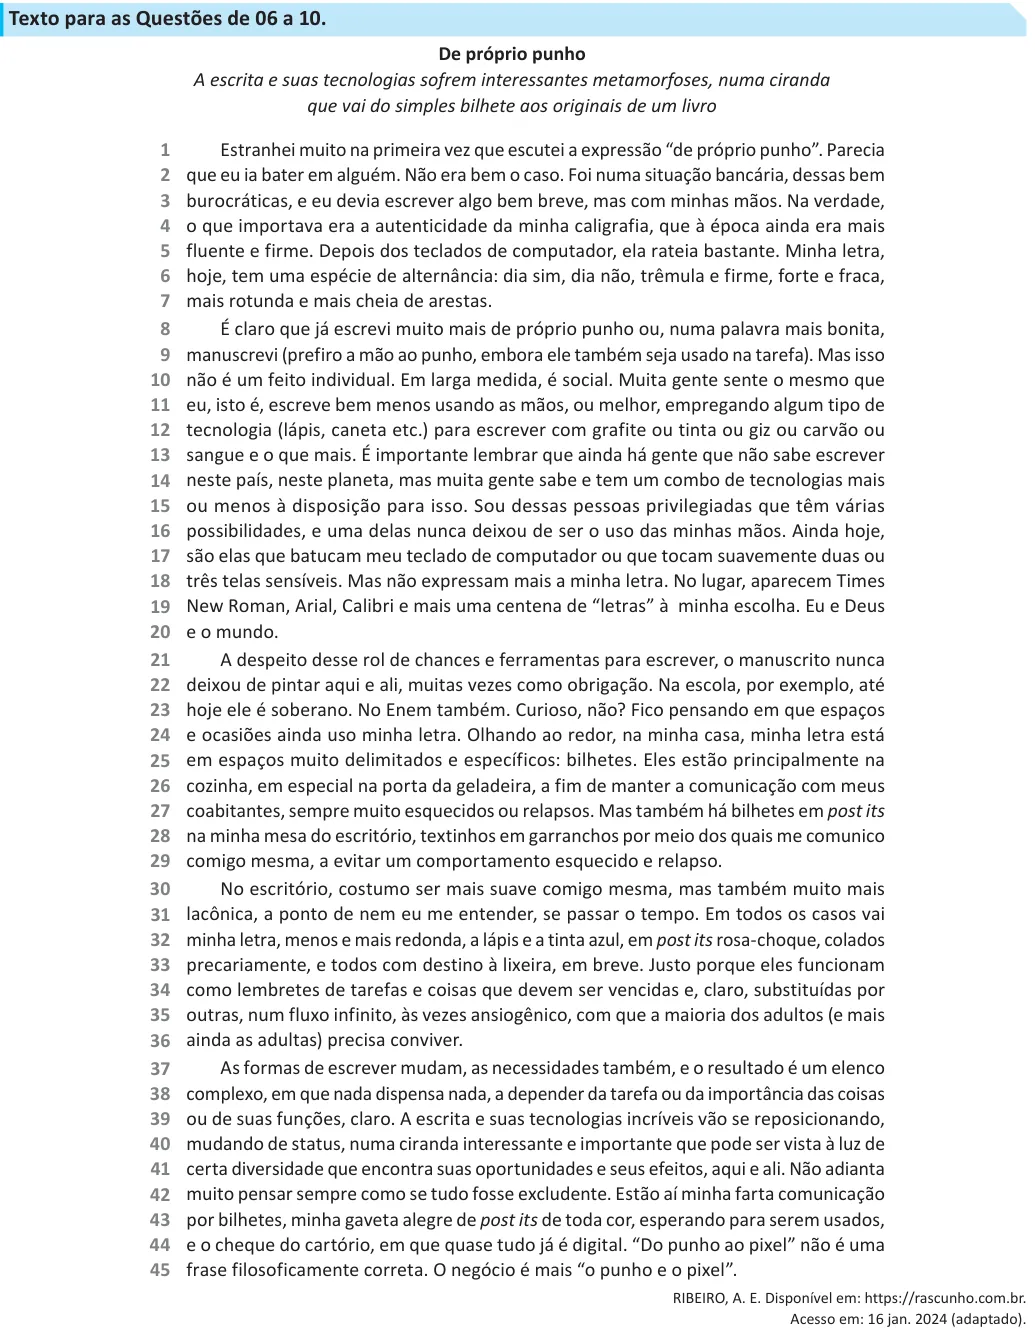 Texto para as Questões de 06 a 10.
De próprio punho
A escrita e suas tecnologias sofrem interessantes metamorfoses, numa ciranda
que vai do simples bilhete aos originais de um livro
1 Estranhei muito na primeira vez que escutei a expressão “de próprio punho”. Parecia
2 que eu ia bater em alguém. Não era bem o caso. Foi numa situação bancária, dessas bem
3 burocráticas, e eu devia escrever algo bem breve, mas com minhas mãos. Na verdade,
4 o que importava era a autenticidade da minha caligrafia, que à época ainda era mais
5 fluente e firme. Depois dos teclados de computador, ela rateia bastante. Minha letra,
6 hoje, tem uma espécie de alternância: dia sim, dia não, trêmula e firme, forte e fraca,
7 mais rotunda e mais cheia de arestas.
8 É claro que já escrevi muito mais de próprio punho ou, numa palavra mais bonita,
9 manuscrevi (prefiro a mão ao punho, embora ele também seja usado na tarefa). Mas isso
10 não é um feito individual. Em larga medida, é social. Muita gente sente o mesmo que
11 eu, isto é, escreve bem menos usando as mãos, ou melhor, empregando algum tipo de
12 tecnologia (lápis, caneta etc.) para escrever com grafite ou tinta ou giz ou carvão ou
13 sangue e o que mais. É importante lembrar que ainda há gente que não sabe escrever
14 neste país, neste planeta, mas muita gente sabe e tem um combo de tecnologias mais
15 ou menos à disposição para isso. Sou dessas pessoas privilegiadas que têm várias
16 possibilidades, e uma delas nunca deixou de ser o uso das minhas mãos. Ainda hoje,
17 são elas que batucam meu teclado de computador ou que tocam suavemente duas ou
18 três telas sensíveis. Mas não expressam mais a minha letra. No lugar, aparecem Times
19 New Roman, Arial, Calibri e mais uma centena de “letras” à minha escolha. Eu e Deus
20 e o mundo.
21 A despeito desse rol de chances e ferramentas para escrever, o manuscrito nunca
22 deixou de pintar aqui e ali, muitas vezes como obrigação. Na escola, por exemplo, até
23 hoje ele é soberano. No Enem também. Curioso, não? Fico pensando em que espaços
24 e ocasiões ainda uso minha letra. Olhando ao redor, na minha casa, minha letra está
25 em espaços muito delimitados e específicos: bilhetes. Eles estão principalmente na
26 cozinha, em especial na porta da geladeira, a fim de manter a comunicação com meus
27 coabitantes, sempre muito esquecidos ou relapsos. Mas também há bilhetes em post its
28 na minha mesa do escritório, textinhos em garranchos por meio dos quais me comunico
29 comigo mesma, a evitar um comportamento esquecido e relapso.
30 No escritório, costumo ser mais suave comigo mesma, mas também muito mais
31 lacônica, a ponto de nem eu me entender, se passar o tempo. Em todos os casos vai
32 minha letra, menos e mais redonda, a lápis e a tinta azul, em post its rosa-choque, colados
33 precariamente, e todos com destino à lixeira, em breve. Justo porque eles funcionam
34 como lembretes de tarefas e coisas que devem ser vencidas e, claro, substituídas por
35 outras, num fluxo infinito, às vezes ansiogênico, com que a maioria dos adultos (e mais
36 ainda as adultas) precisa conviver.
37 As formas de escrever mudam, as necessidades também, e o resultado é um elenco
38 complexo, em que nada dispensa nada, a depender da tarefa ou da importância das coisas
39 ou de suas funções, claro. A escrita e suas tecnologias incríveis vão se reposicionando,
40 mudando de status, numa ciranda interessante e importante que pode ser vista à luz de
41 certa diversidade que encontra suas oportunidades e seus efeitos, aqui e ali. Não adianta
42 muito pensar sempre como se tudo fosse excludente. Estão aí minha farta comunicação
43 por bilhetes, minha gaveta alegre de post its de toda cor, esperando para serem usados,
44 e o cheque do cartório, em que quase tudo já é digital. “Do punho ao pixel” não é uma
45 frase filosoficamente correta. O negócio é mais “o punho e o pixel”.
RIBEIRO, A. E. Disponível em: https://rascunho.com.br.
Acesso em: 16 jan. 2024 (adaptado).